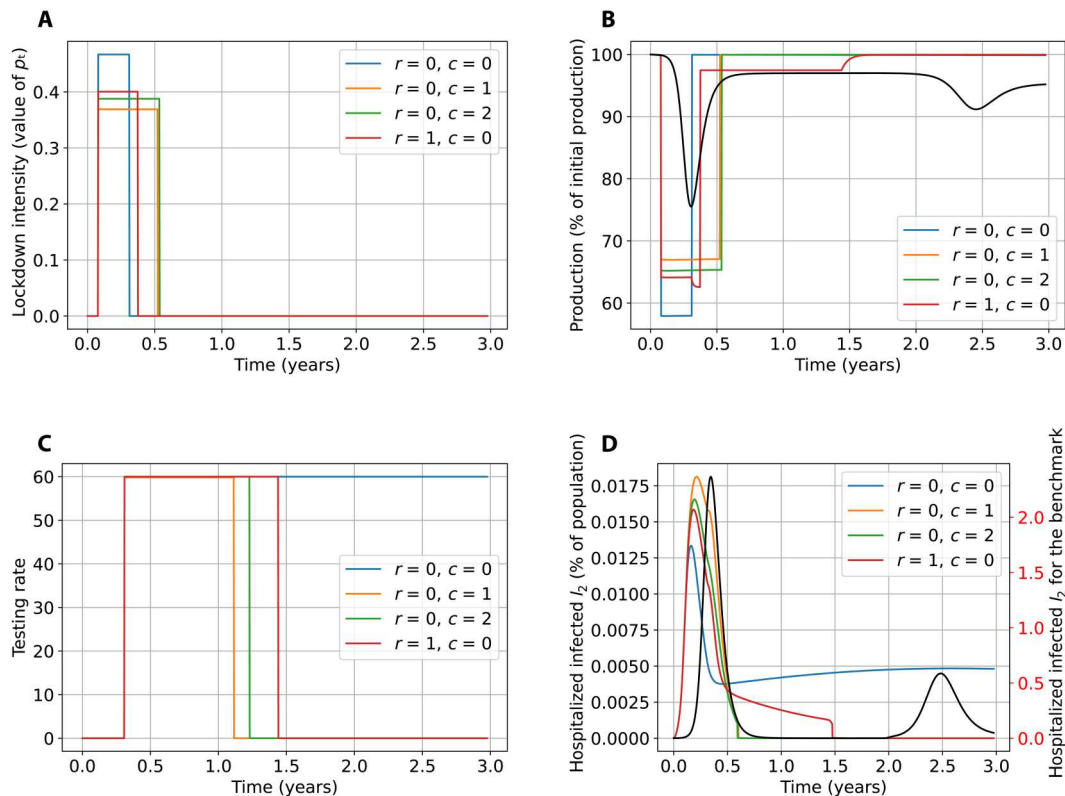 A
Lockdown intensity (value of pt)
0.4
0.3
0.2
0.1
0.0
r = 0, c = 0
r = 0, c = 1
r = 0, c = 2
r = 1, c = 0
0.0 0.5 1.0 1.5 2.0 2.5 3.0
Time (years)
B
Production (% of initial production)
100
90
80
70
60
r = 0, c = 0
r = 0, c = 1
r = 0, c = 2
r = 1, c = 0
0.0 0.5 1.0 1.5 2.0 2.5 3.0
Time (years)
C
Testing rate
60
50
40
30
20
10
0
r = 0, c = 0
r = 0, c = 1
r = 0, c = 2
r = 1, c = 0
0.0 0.5 1.0 1.5 2.0 2.5 3.0
Time (years)
D
Hospitalized infected I2 (% of population)
0.0175
0.0150
0.0125
0.0100
0.0075
0.0050
0.0025
0.0000
r = 0, c = 0
r = 0, c = 1
r = 0, c = 2
r = 1, c = 0
2.0
1.5
1.0
0.5
0.0
Hospitalized infected I2 for the benchmark
0.0 0.5 1.0 1.5 2.0 2.5 3.0
Time (years)